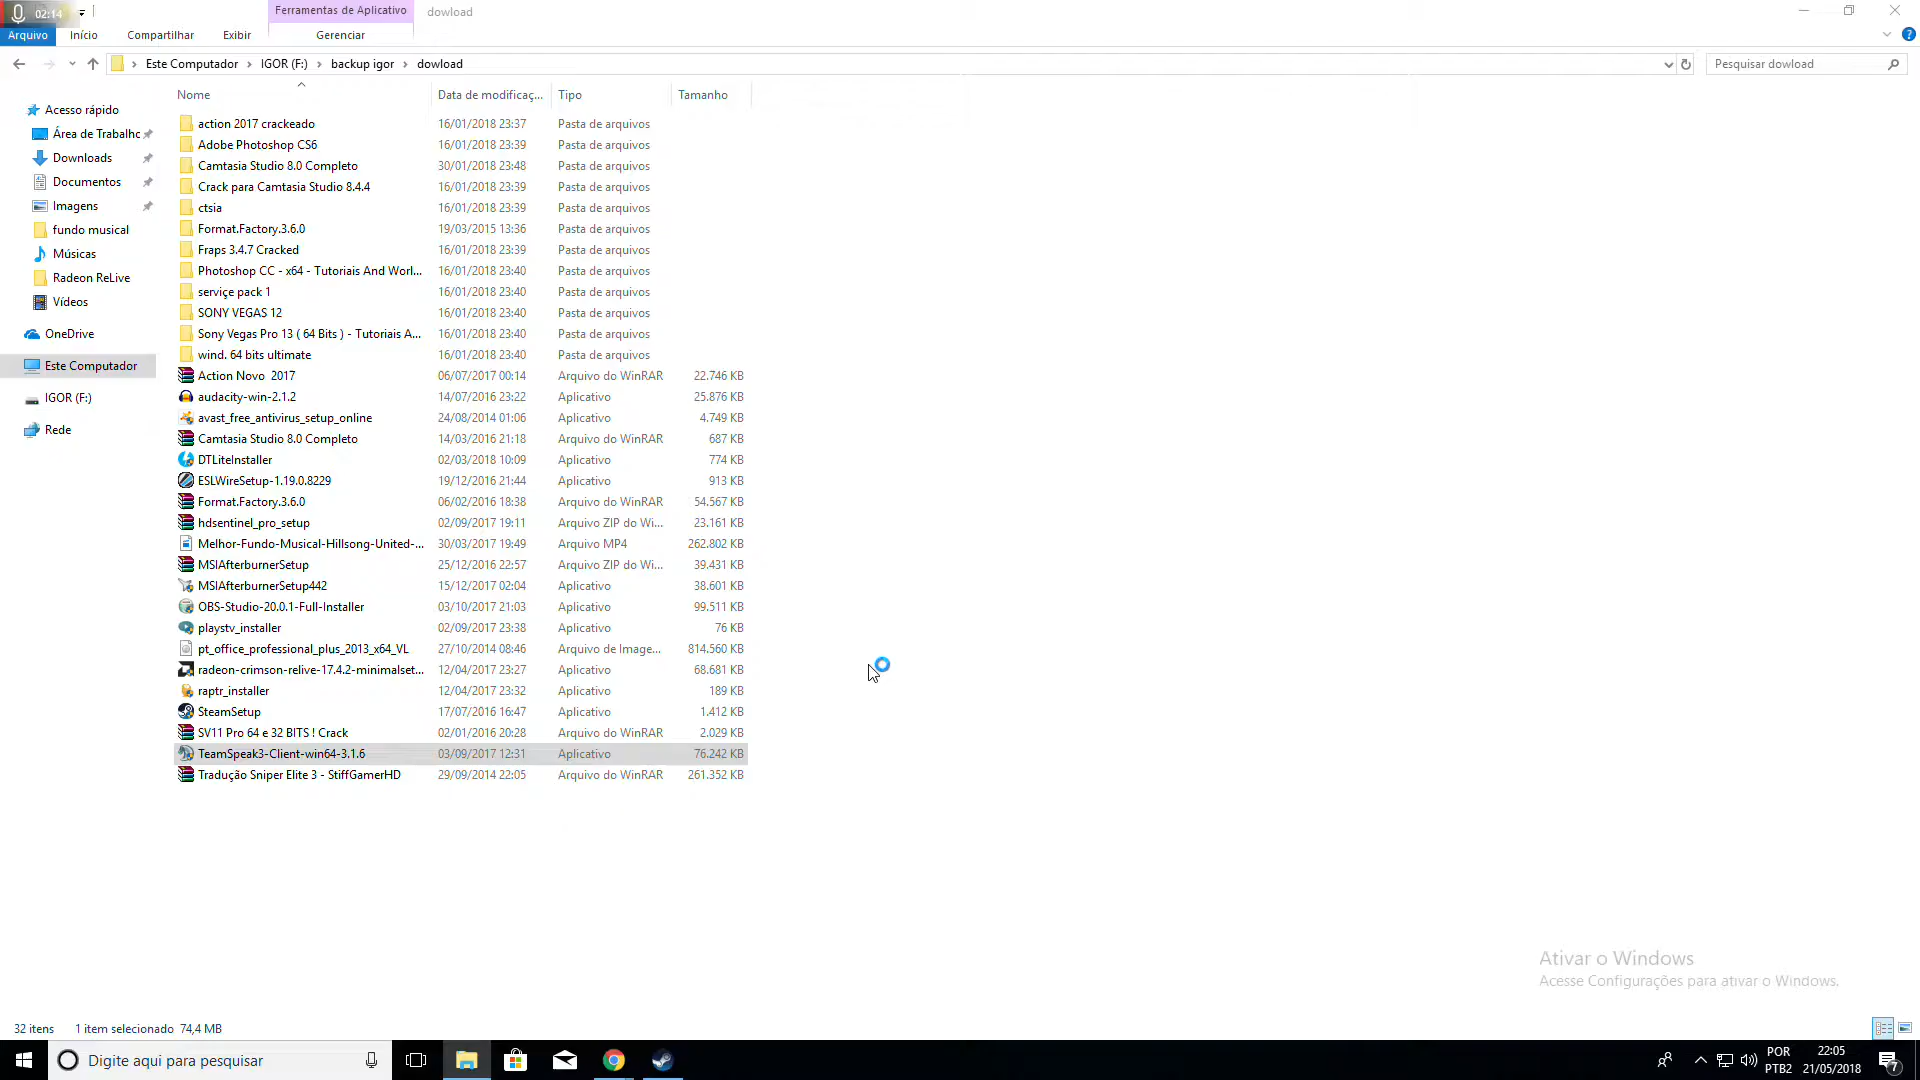 02:14
Ferramentas de Aplicativo
dowload
Arquivo
Início
Compartilhar
Exibir
Gerenciar
Este Computador
IGOR (F:)
backup igor
dowload
Pesquisar dowload
Nome
Data de modificaç...
Tipo
Tamanho
Acesso rápido
Área de Trabalhc
Downloads
Documentos
Imagens
fundo musical
Músicas
Radeon ReLive
Vídeos
OneDrive
Este Computador
IGOR (F:)
Rede
action 2017 crackeado 16/01/2018 23:37 Pasta de arquivos
Adobe Photoshop CS6 16/01/2018 23:39 Pasta de arquivos
Camtasia Studio 8.0 Completo 30/01/2018 23:48 Pasta de arquivos
Crack para Camtasia Studio 8.4.4 16/01/2018 23:39 Pasta de arquivos
ctsia 16/01/2018 23:39 Pasta de arquivos
Format.Factory.3.6.0 19/03/2015 13:36 Pasta de arquivos
Fraps 3.4.7 Cracked 16/01/2018 23:39 Pasta de arquivos
Photoshop CC - x64 - Tutoriais And Worl... 16/01/2018 23:40 Pasta de arquivos
serviçe pack 1 16/01/2018 23:40 Pasta de arquivos
SONY VEGAS 12 16/01/2018 23:40 Pasta de arquivos
Sony Vegas Pro 13 ( 64 Bits ) - Tutoriais A... 16/01/2018 23:40 Pasta de arquivos
wind. 64 bits ultimate 16/01/2018 23:40 Pasta de arquivos
Action Novo 2017 06/07/2017 00:14 Arquivo do WinRAR 22.746 KB
audacity-win-2.1.2 14/07/2016 23:22 Aplicativo 25.876 KB
avast_free_antivirus_setup_online 24/08/2014 01:06 Aplicativo 4.749 KB
Camtasia Studio 8.0 Completo 14/03/2016 21:18 Arquivo do WinRAR 687 KB
DTLiteInstaller 02/03/2018 10:09 Aplicativo 774 KB
ESLWireSetup-1.19.0.8229 19/12/2016 21:44 Aplicativo 913 KB
Format.Factory.3.6.0 06/02/2016 18:38 Arquivo do WinRAR 54.567 KB
hdsentinel_pro_setup 02/09/2017 19:11 Arquivo ZIP do Wi... 23.161 KB
Melhor-Fundo-Musical-Hillsong-United-... 30/03/2017 19:49 Arquivo MP4 262.802 KB
MSIAfterburnerSetup 25/12/2016 22:57 Arquivo ZIP do Wi... 39.431 KB
MSIAfterburnerSetup442 15/12/2017 02:04 Aplicativo 38.601 KB
OBS-Studio-20.0.1-Full-Installer 03/10/2017 21:03 Aplicativo 99.511 KB
playstv_installer 02/09/2017 23:38 Aplicativo 76 KB
pt_office_professional_plus_2013_x64_VL 27/10/2014 08:46 Arquivo de Image... 814.560 KB
radeon-crimson-relive-17.4.2-minimalset... 12/04/2017 23:27 Aplicativo 68.681 KB
raptr_installer 12/04/2017 23:32 Aplicativo 189 KB
SteamSetup 17/07/2016 16:47 Aplicativo 1.412 KB
SV11 Pro 64 e 32 BITS ! Crack 02/01/2016 20:28 Arquivo do WinRAR 2.029 KB
TeamSpeak3-Client-win64-3.1.6 03/09/2017 12:31 Aplicativo 76.242 KB
Tradução Sniper Elite 3 - StiffGamerHD 29/09/2014 22:05 Arquivo do WinRAR 261.352 KB
Ativar o Windows
Acesse Configurações para ativar o Windows.
32 itens
1 item selecionado 74,4 MB
Digite aqui para pesquisar
POR
PTB2
22:05
21/05/2018
7